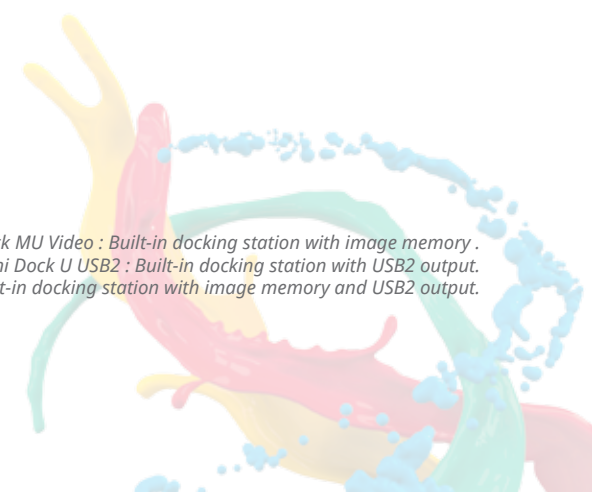 k MU Video : Built-in docking station with image memory .
ni Dock U USB2 : Built-in docking station with USB2 output.
t-in docking station with image memory and USB2 output.